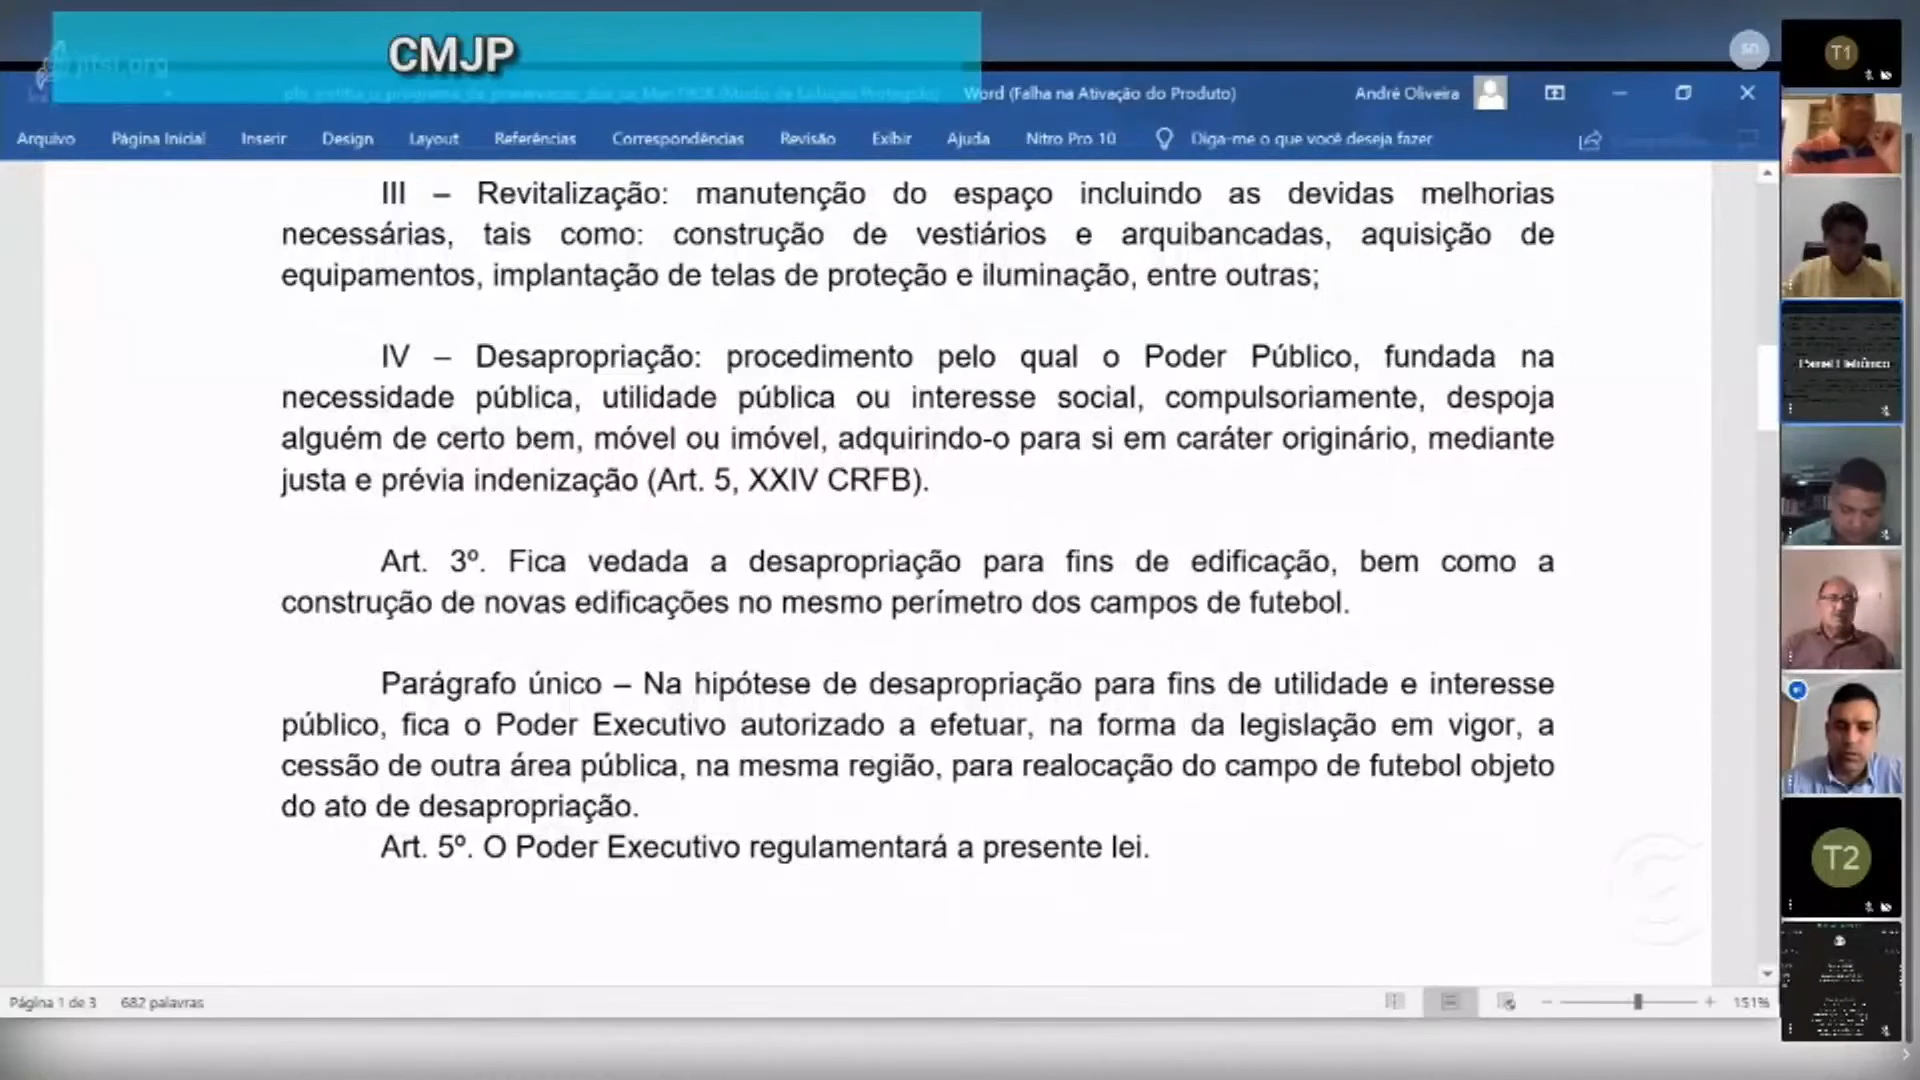 CMJP
jitsi.org
SO
T1
Word (Falha na Ativação do Produto)
André Oliveira
Arquivo Página Inicial Inserir Design Layout Referências Correspondências Revisão Exibir Ajuda Nitro Pro 10 Diga-me o que você deseja fazer
III – Revitalização: manutenção do espaço incluindo as devidas melhorias
necessárias, tais como: construção de vestiários e arquibancadas, aquisição de
equipamentos, implantação de telas de proteção e iluminação, entre outras;
IV – Desapropriação: procedimento pelo qual o Poder Público, fundada na
necessidade pública, utilidade pública ou interesse social, compulsoriamente, despoja
alguém de certo bem, móvel ou imóvel, adquirindo-o para si em caráter originário, mediante
justa e prévia indenização (Art. 5, XXIV CRFB).
Art. 3º. Fica vedada a desapropriação para fins de edificação, bem como a
construção de novas edificações no mesmo perímetro dos campos de futebol.
Parágrafo único – Na hipótese de desapropriação para fins de utilidade e interesse
público, fica o Poder Executivo autorizado a efetuar, na forma da legislação em vigor, a
cessão de outra área pública, na mesma região, para realocação do campo de futebol objeto
do ato de desapropriação.
Art. 5º. O Poder Executivo regulamentará a presente lei.
Painel Eletrônico
T2
Página 1 de 3 682 palavras
151%